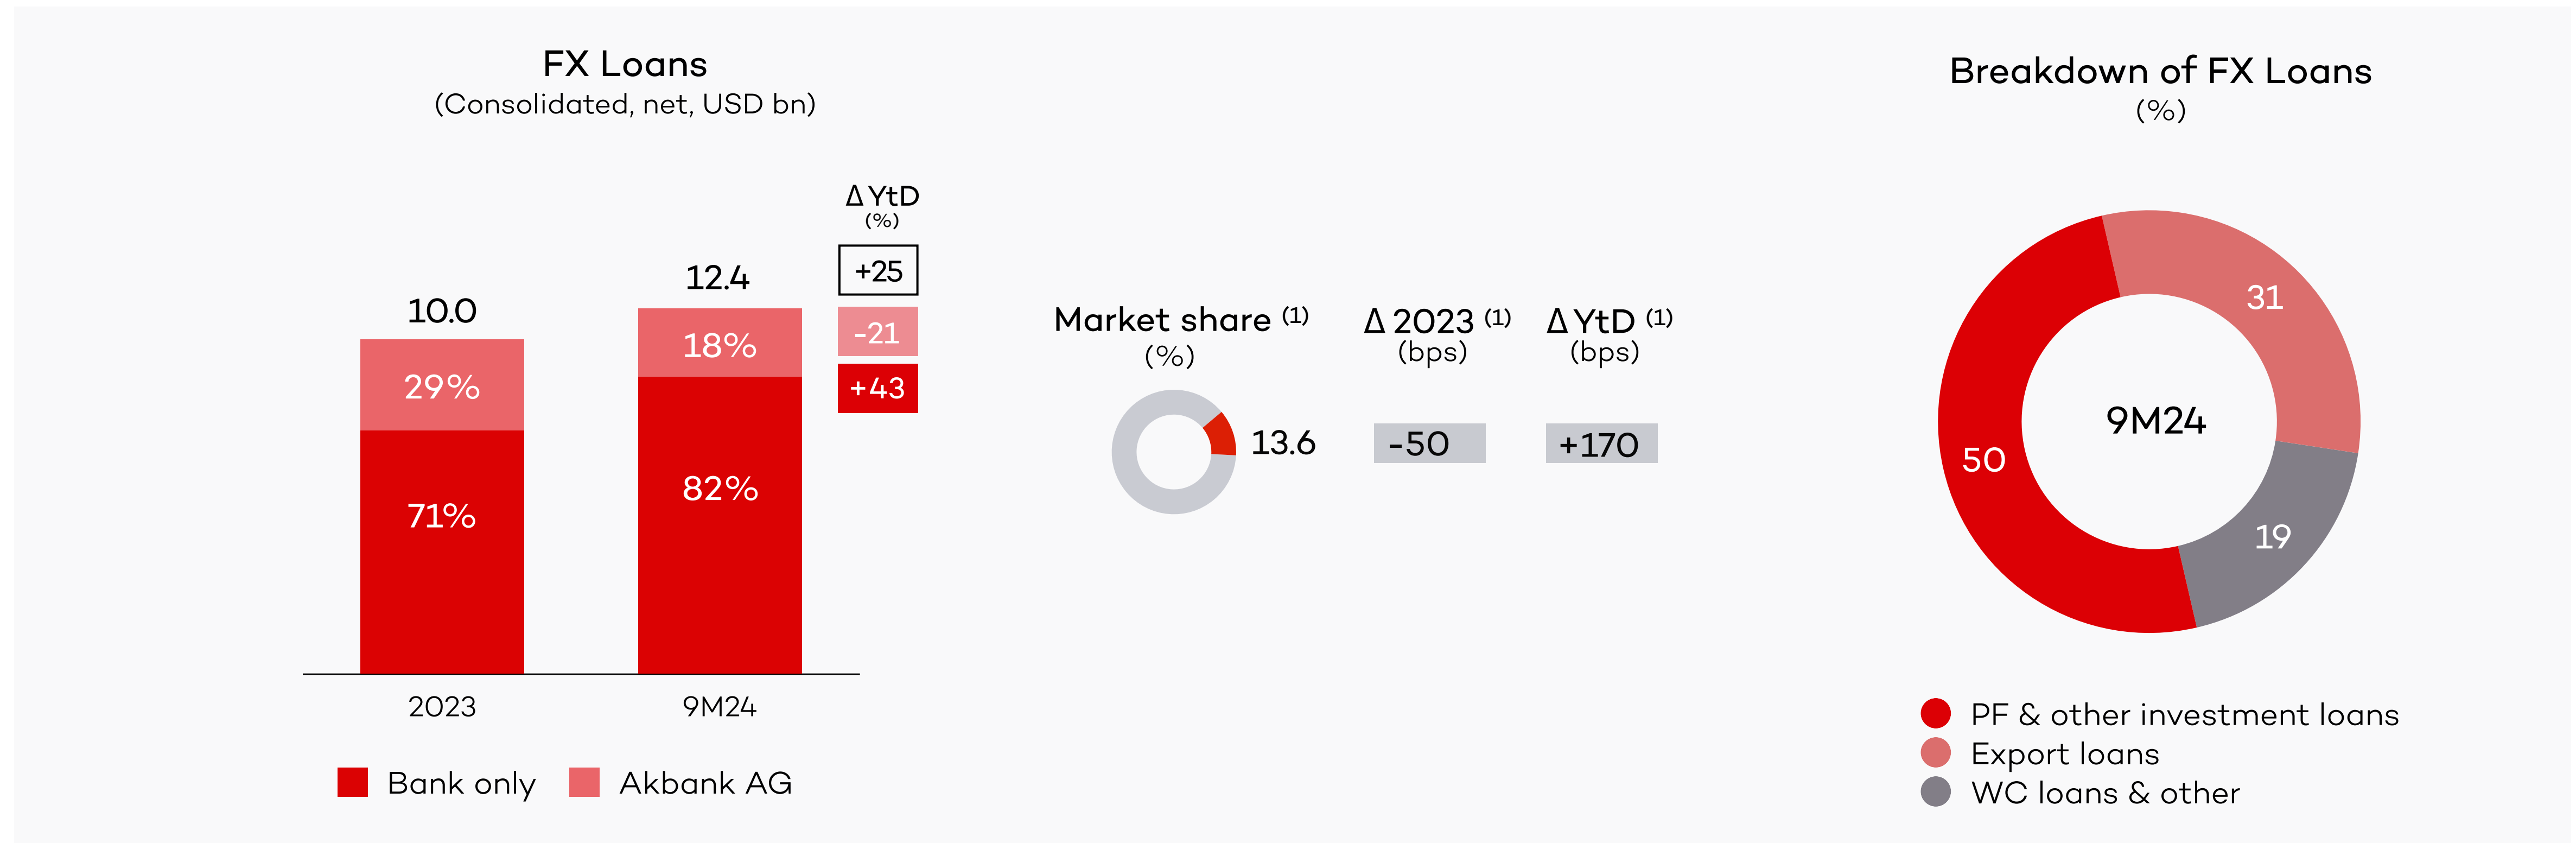 FX Loans
(Consolidated, net, USD bn)
Δ YtD
(%)
+25
-21
+43
10.0
29%
71%
12.4
18%
82%
2023
9M24
Bank only
Akbank AG
Market share (1)
(%)
13.6
Δ 2023 (1)
(bps)
-50
Δ YtD (1)
(bps)
+170
Breakdown of FX Loans
(%)
31
50
9M24
19
PF & other investment loans
Export loans
WC loans & other